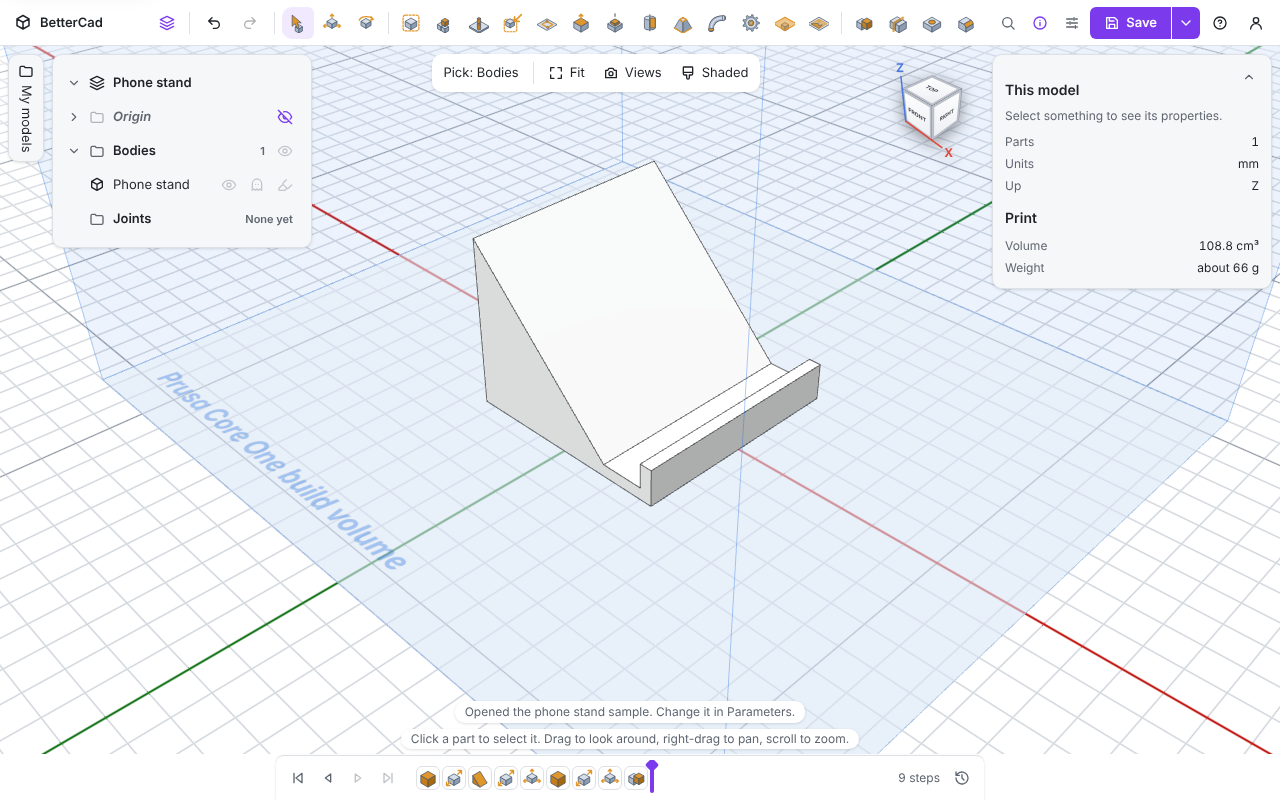 BetterCad
Save
My models
Phone stand
Origin
Bodies 1
Phone stand
Joints None yet
Pick: Bodies Fit Views Shaded
Z
TOP
FRONT
RIGHT
X
This model
Select something to see its properties.
Parts 1
Units mm
Up Z
Print
Volume 108.8 cm³
Weight about 66 g
Prusa Core One build volume
Opened the phone stand sample. Change it in Parameters.
Click a part to select it. Drag to look around, right-drag to pan, scroll to zoom.
9 steps